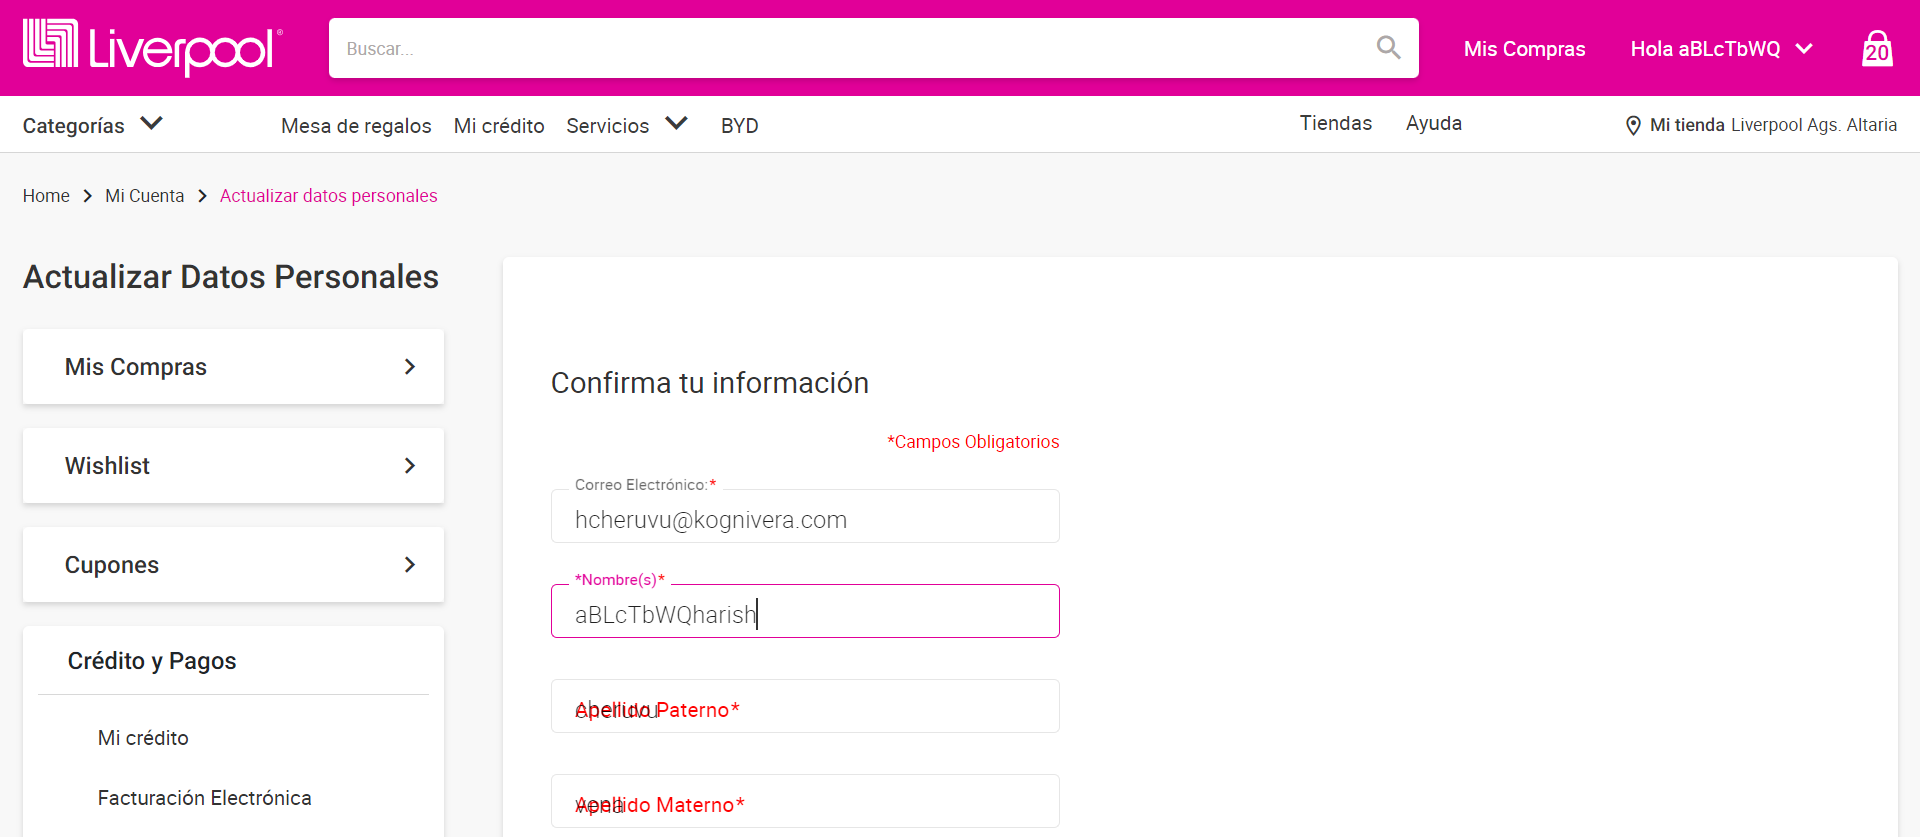 Liverpool®
Buscar...
Mis Compras
Hola aBLcTbWQ
20
Categorías
Mesa de regalos
Mi crédito
Servicios
BYD
Tiendas
Ayuda
Mi tienda Liverpool Ags. Altaria
Home > Mi Cuenta > Actualizar datos personales
Actualizar Datos Personales
Mis Compras
Wishlist
Cupones
Crédito y Pagos
Mi crédito
Facturación Electrónica
Confirma tu información
*Campos Obligatorios
Correo Electrónico:*
hcheruvu@kognivera.com
*Nombre(s)*
aBLcTbWQharish
Apellido Paterno*
cheruvu
Apellido Materno*